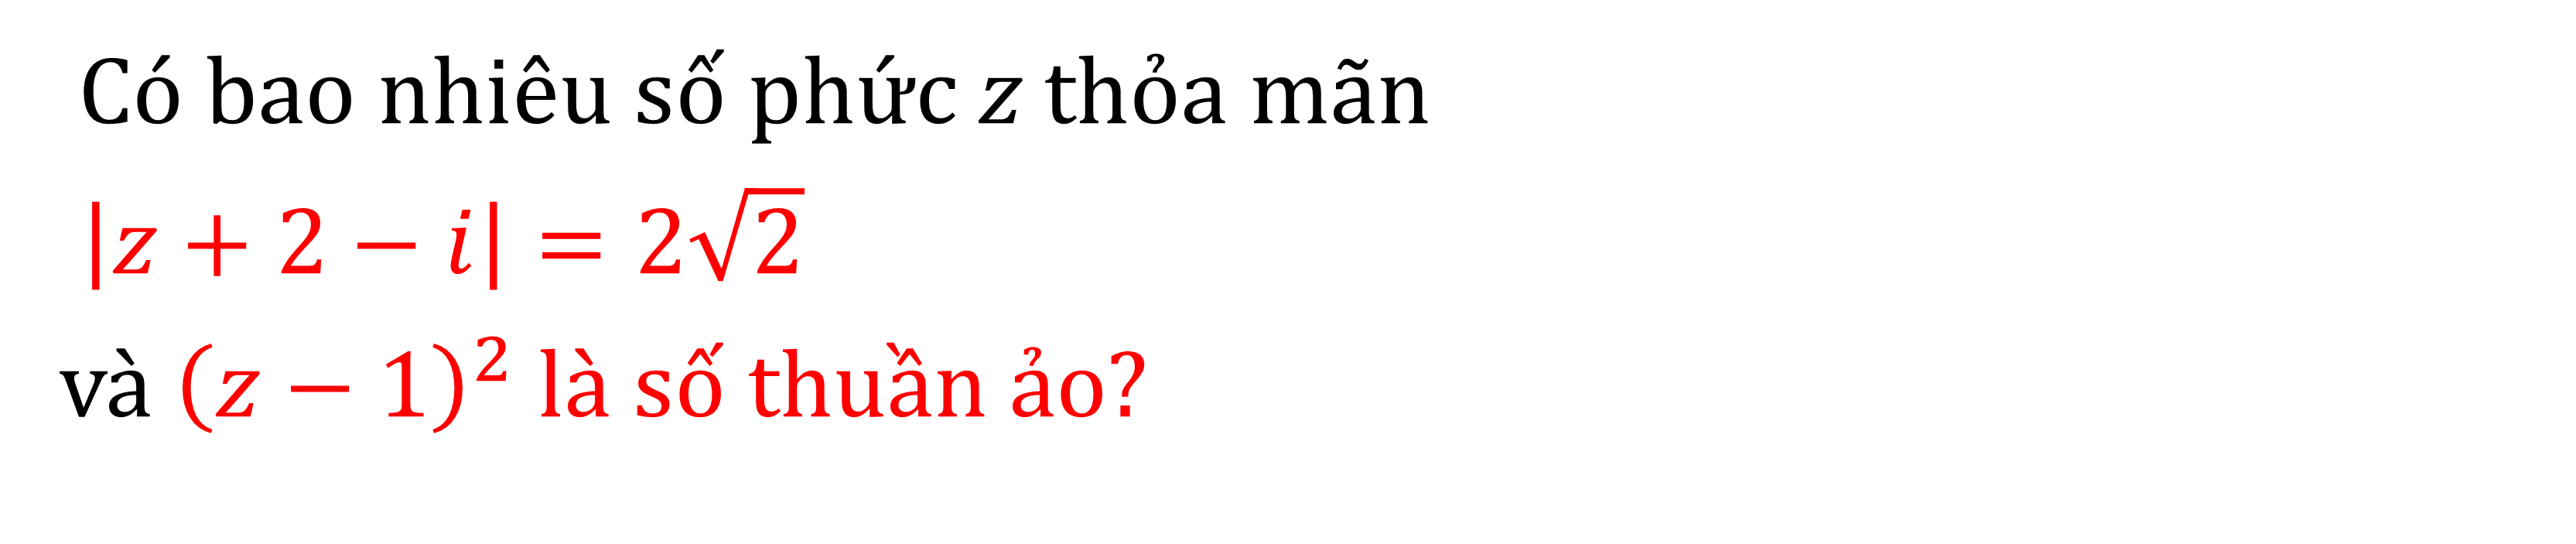 Có bao nhiêu số phức z thỏa mãn
|z + 2 − i| = 2√2
và (z − 1)² là số thuần ảo?